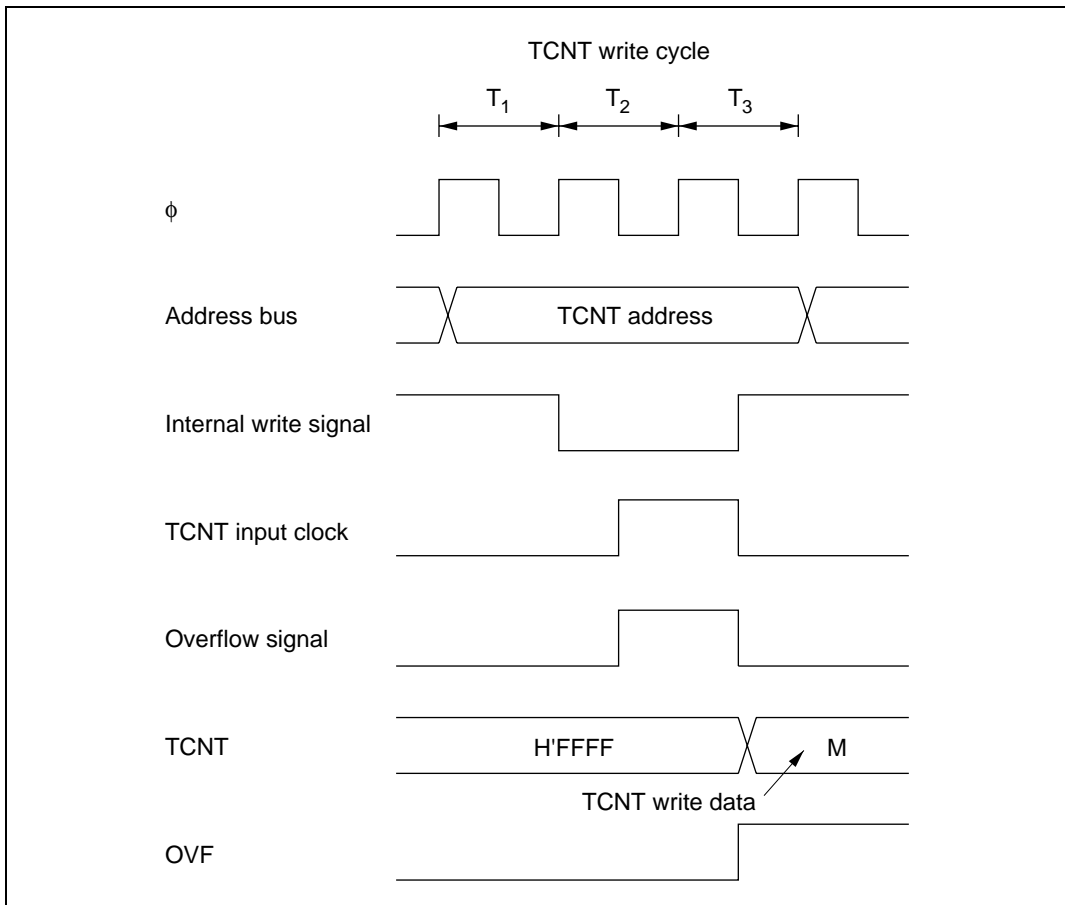 TCNT write cycle
T1 T2 T3
φ
Address bus TCNT address
Internal write signal
TCNT input clock
Overflow signal
TCNT H'FFFF M
TCNT write data
OVF